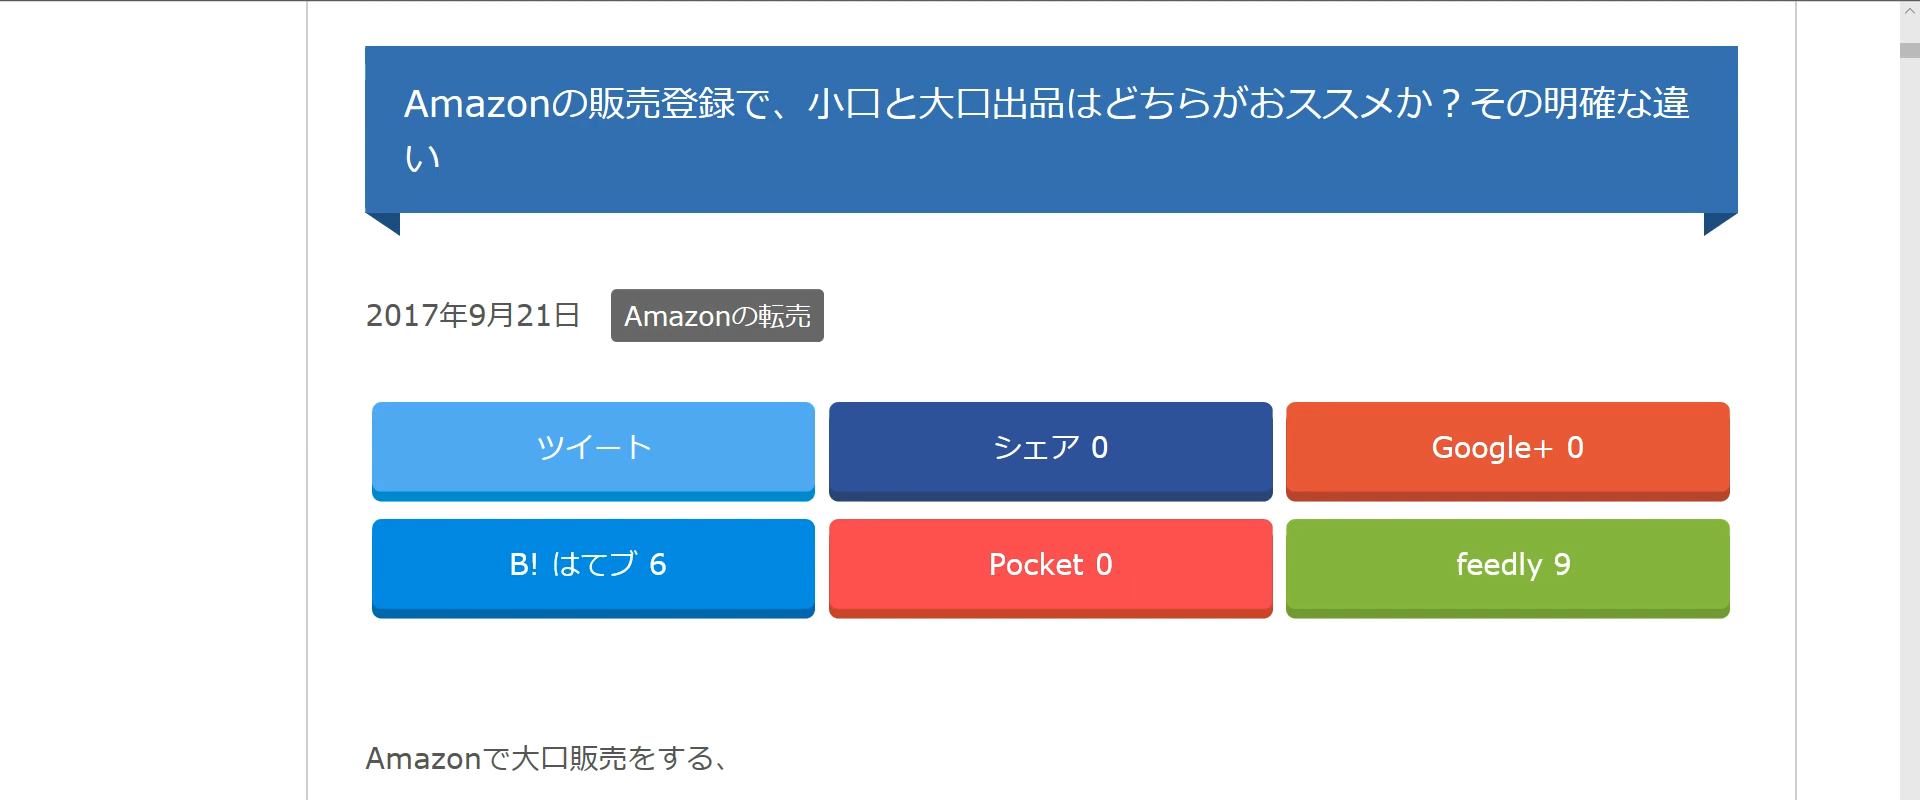 Amazonの販売登録で、小口と大口出品はどちらがおススメか？その明確な違
い
2017年9月21日 Amazonの転売
ツイート シェア 0 Google+ 0
B! はてブ 6 Pocket 0 feedly 9
Amazonで大口販売をする、